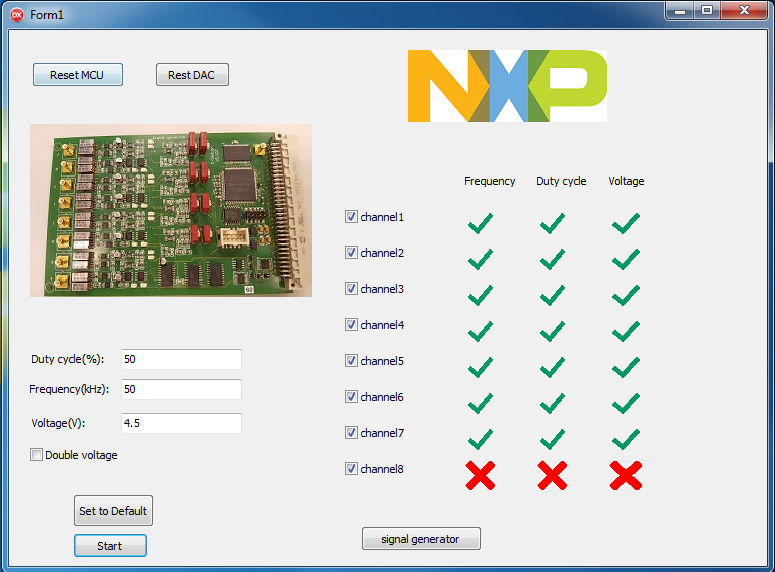 Form1
Reset MCU
Rest DAC
NXP
Frequency Duty cycle Voltage
channel1
channel2
channel3
channel4
channel5
channel6
channel7
channel8
Duty cycle(%): 50
Frequency(kHz): 50
Voltage(V): 4.5
Double voltage
Set to Default
Start
signal generator
60